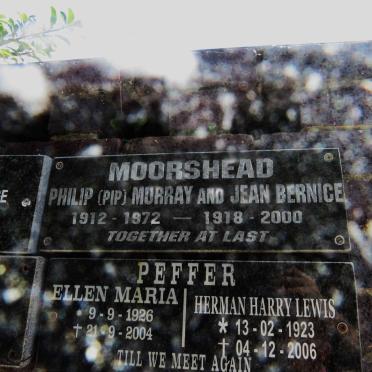 MOORSHEAD
PHILIP (PIP) MURRAY AND JEAN BERNICE
1912 - 1972 — 1918 - 2000
TOGETHER AT LAST
PEFFER
ELLEN MARIA
* 9-9-1926
† 21-9-2004
HERMAN HARRY LEWIS
* 13-02-1923
† 04-12-2006
TILL WE MEET AGAIN